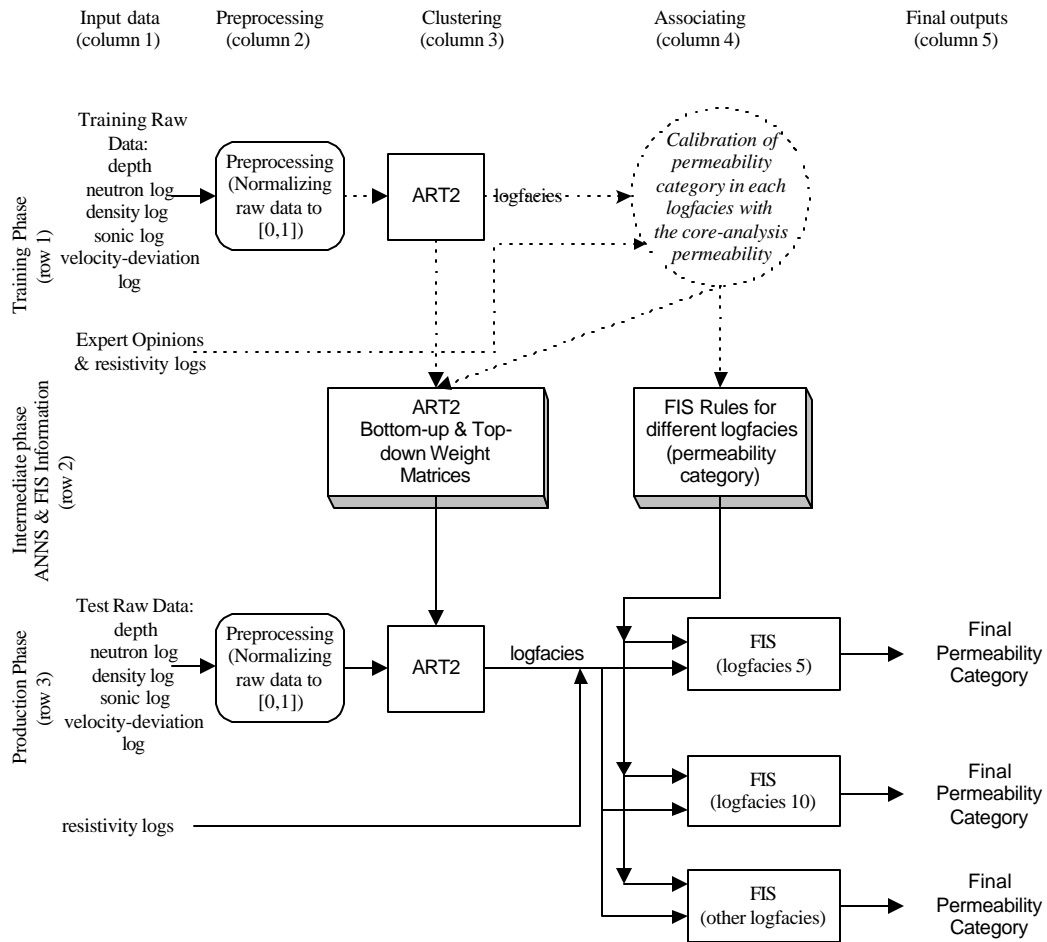 Input data
(column 1)
Preprocessing
(column 2)
Clustering
(column 3)
Associating
(column 4)
Final outputs
(column 5)
Training Phase
(row 1)
Training Raw
Data:
depth
neutron log
density log
sonic log
velocity-deviation
log
Preprocessing
(Normalizing
raw data to
[0,1])
ART2
logfacies
Calibration of
permeability
category in each
logfacies with
the core-analysis
permeability
Expert Opinions
& resistivity logs
Intermediate phase
ANNS & FIS Information
(row 2)
ART2
Bottom-up & Top-
down Weight
Matrices
FIS Rules for
different logfacies
(permeability
category)
Production Phase
(row 3)
Test Raw Data:
depth
neutron log
density log
sonic log
velocity-deviation
log
Preprocessing
(Normalizing
raw data to
[0,1])
ART2
logfacies
FIS
(logfacies 5)
Final
Permeability
Category
resistivity logs
FIS
(logfacies 10)
Final
Permeability
Category
FIS
(other logfacies)
Final
Permeability
Category